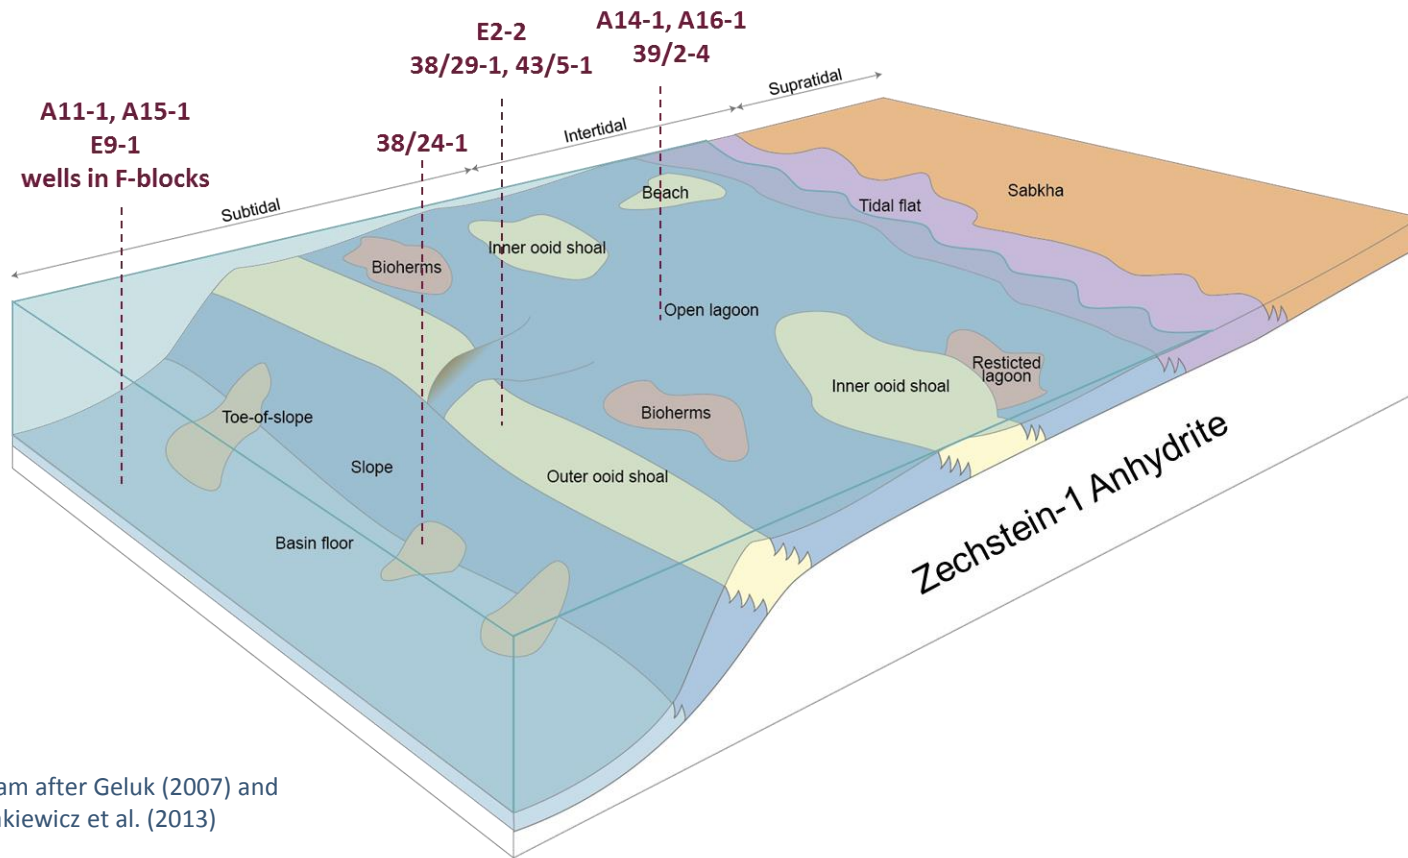 A14-1, A16-1
39/2-4
E2-2
38/29-1, 43/5-1
Supratidal
A11-1, A15-1
E9-1
wells in F-blocks
38/24-1
Intertidal
Subtidal
Beach
Sabkha
Tidal flat
Inner ooid shoal
Bioherms
Open lagoon
Resticted
lagoon
Inner ooid shoal
Bioherms
Toe-of-slope
Slope
Outer ooid shoal
Basin floor
Zechstein-1 Anhydrite
after Geluk (2007) and
et al. (2013)